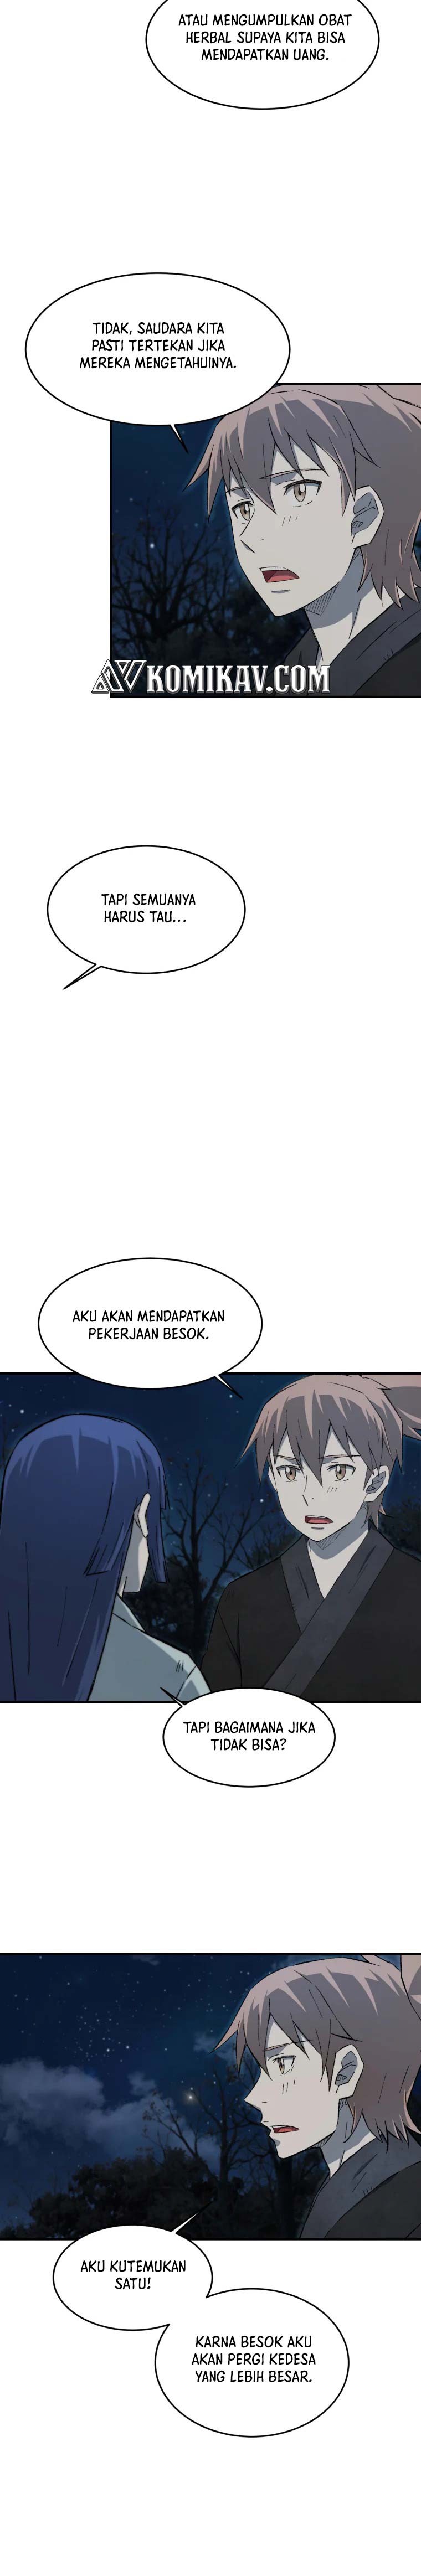 ATAU MENGUMPULKAN OBAT
HERBAL SUPAYA KITA BISA
MENDAPATKAN UANG.
TIDAK, SAUDARA KITA
PASTI TERTEKAN JIKA
MEREKA MENGETAHUINYA.
KOMIKAV.COM
TAPI SEMUANYA
HARUS TAU...
AKU AKAN MENDAPATKAN
PEKERJAAN BESOK.
TAPI BAGAIMANA JIKA
TIDAK BISA?
AKU KUTEMUKAN
SATU!
KARNA BESOK AKU
AKAN PERGI KEDESA
YANG LEBIH BESAR.